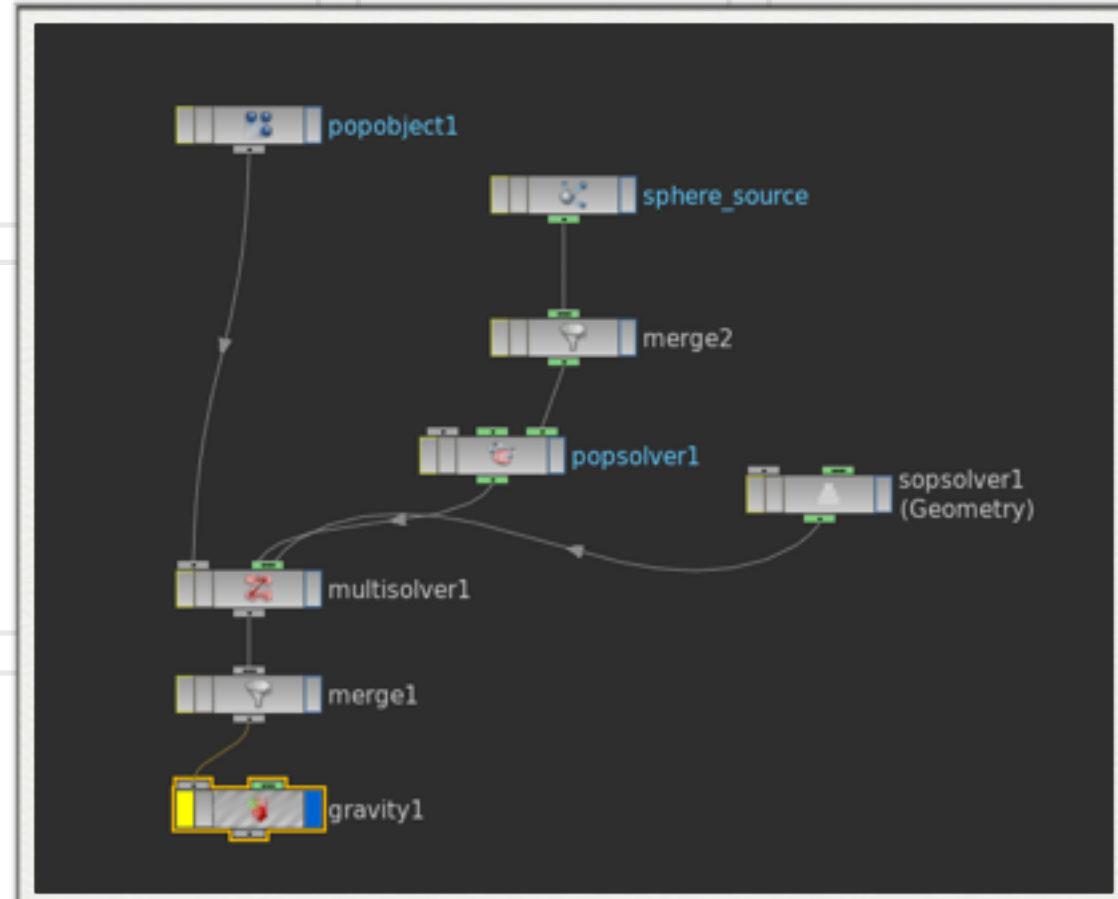 popobject1
sphere_source
merge2
popsolver1
sopsolver1
(Geometry)
multisolver1
merge1
gravity1